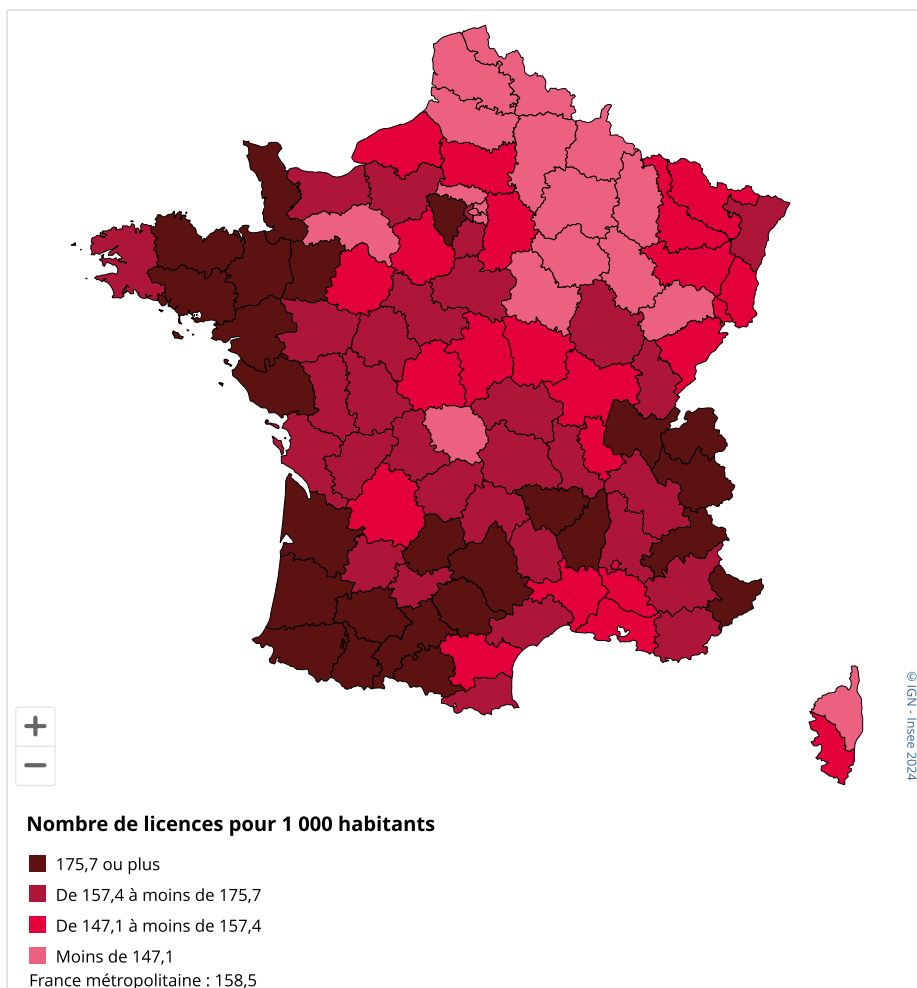 © IGN - Insee 2024
+
−
Nombre de licences pour 1 000 habitants
175,7 ou plus
De 157,4 à moins de 175,7
De 147,1 à moins de 157,4
Moins de 147,1
France métropolitaine : 158,5